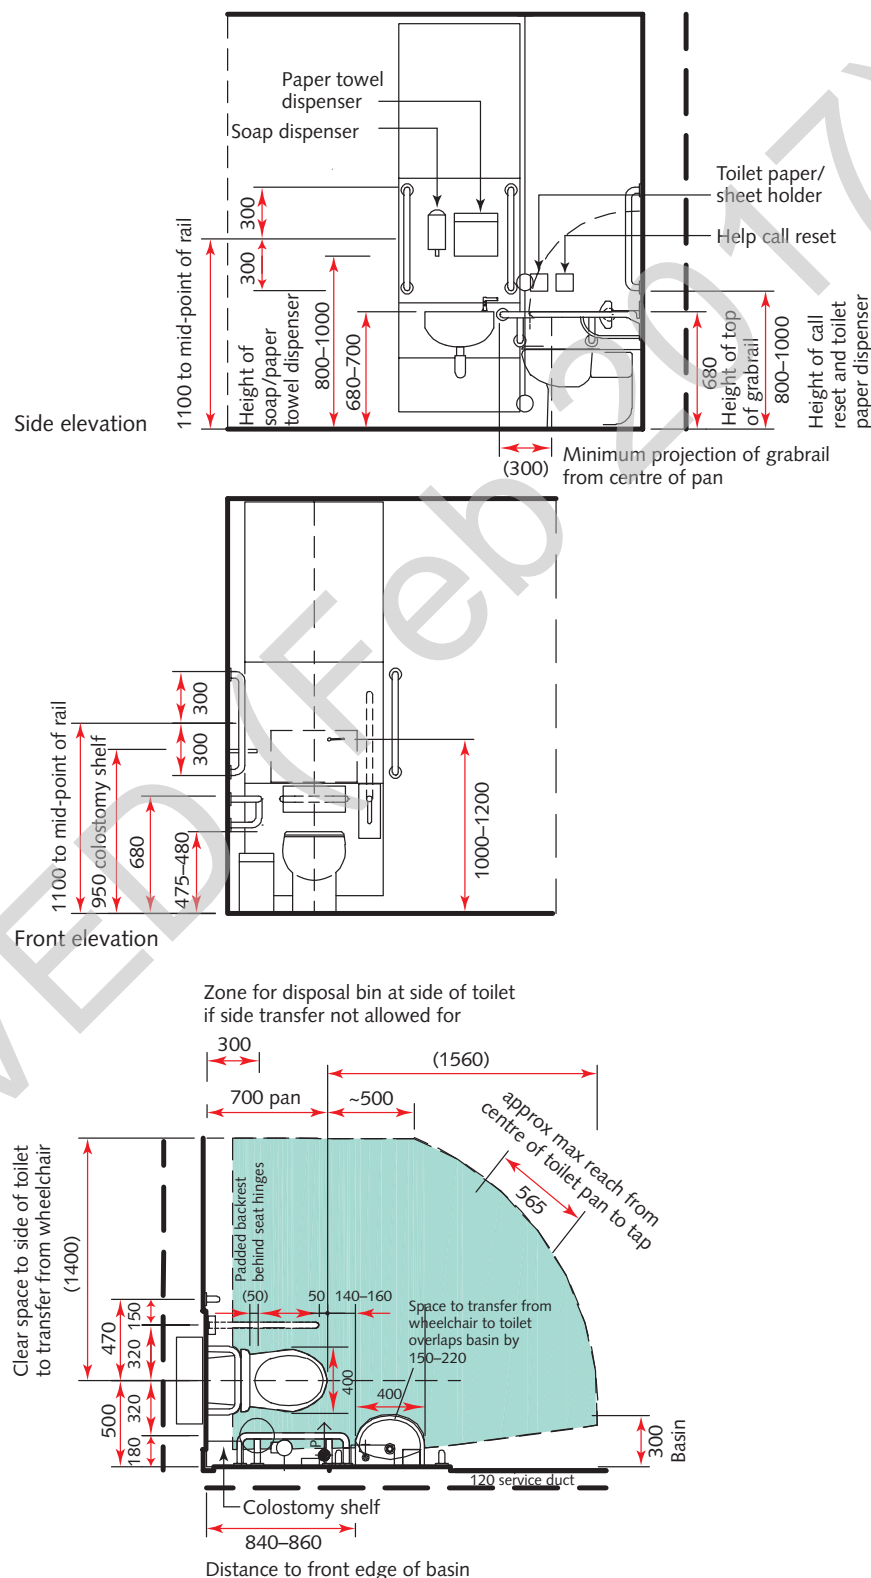 Paper towel
dispenser
Soap dispenser
Toilet paper/
sheet holder
Help call reset
300
300
1100 to mid-point of rail
Height of
soap/paper
towel dispenser
800–1000
680–700
680
Height of top
of grabrail
800–1000
Height of call
reset and toilet
paper dispenser
Side elevation
(300)
Minimum projection of grabrail
from centre of pan
VED (Feb 2017)
300
300
1100 to mid-point of rail
950 colostomy shelf
680
475–480
1000–1200
Front elevation
Zone for disposal bin at side of toilet
if side transfer not allowed for
300
(1560)
700 pan
~500
approx max reach from
centre of toilet pan to tap
565
Clear space to side of toilet
to transfer from wheelchair
(1400)
Padded backrest
behind seat hinges
(50)
50
140–160
Space to transfer from
wheelchair to toilet
overlaps basin by
150–220
470
150
320
400
400
500
320
180
P
300
Basin
120 service duct
Colostomy shelf
840–860
Distance to front edge of basin